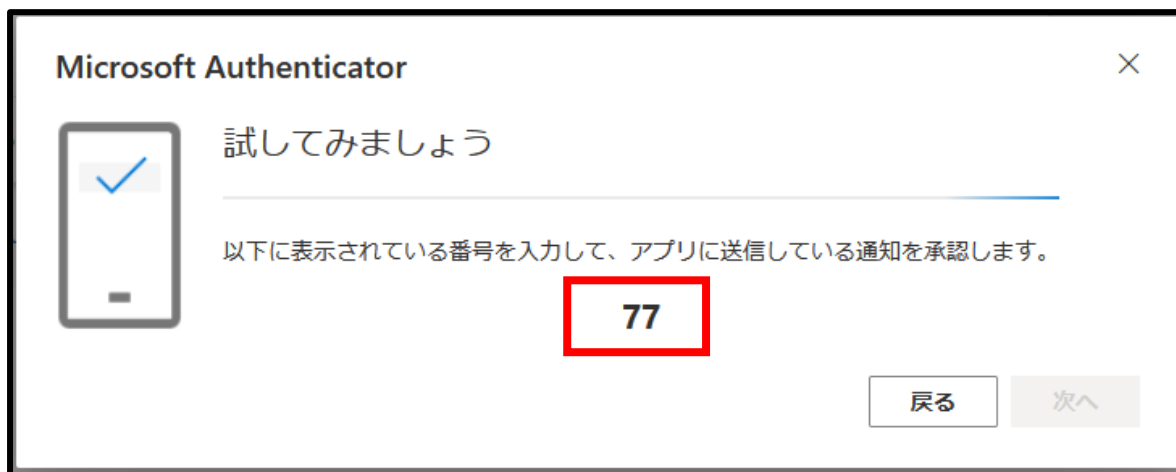 Microsoft Authenticator
試してみましょう
以下に表示されている番号を入力して、アプリに送信している通知を承認します。
77
戻る
次へ